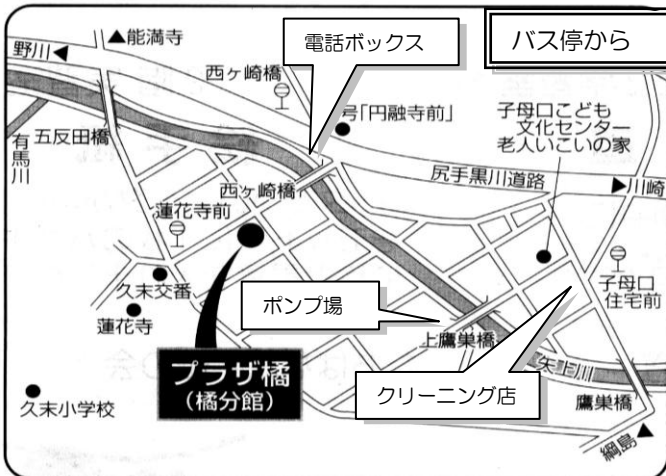 バス停から
電話ボックス
▲能満寺
野川◀
西ヶ崎橋
号「円融寺前」
子母口こども
文化センター
老人いこいの家
五反田橋
有馬川
西ヶ崎橋
尻手黒川道路
▶川崎
蓮花寺前
久末交番
蓮花寺
ポンプ場
上鷹巣橋
子母口
住宅前
プラザ橘
(橘分館)
クリーニング店
矢上川
鷹巣橋
久末小学校
綱島▲